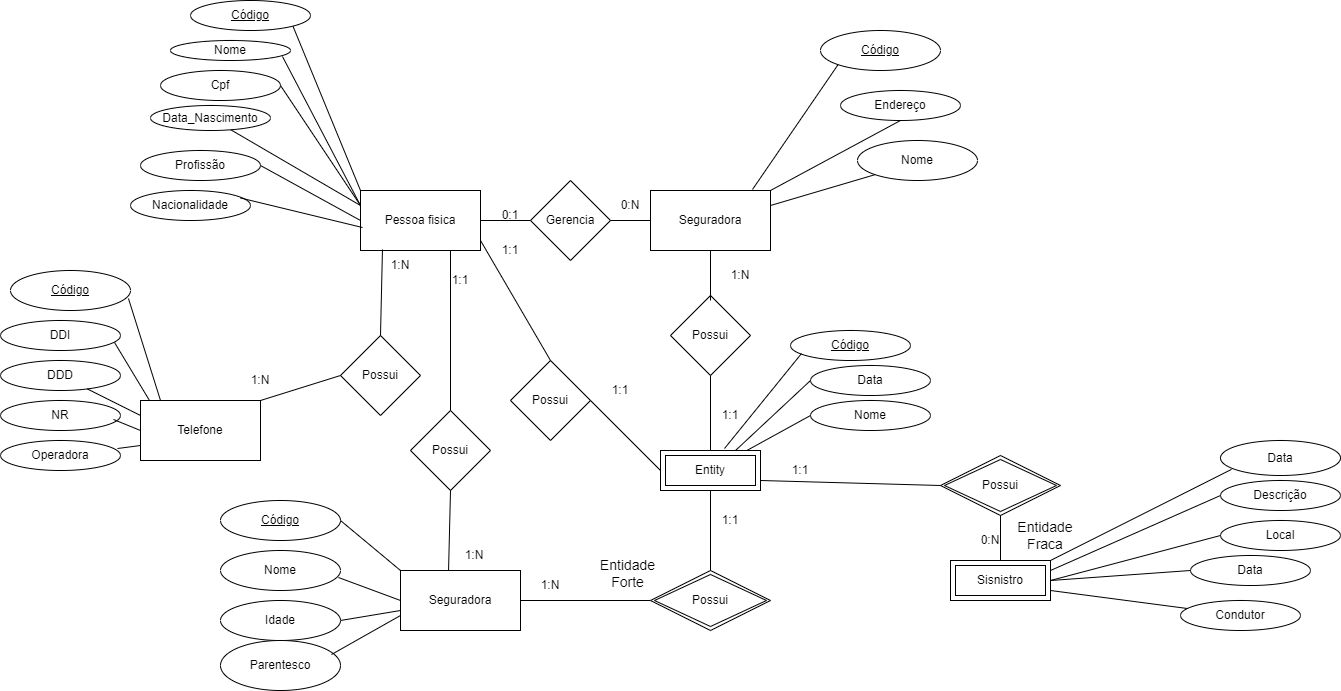 Código
Nome
Cpf
Data_Nascimento
Profissão
Nacionalidade
Pessoa fisica
0:1
Gerencia
0:N
Seguradora
Código
Endereço
Nome
1:N
1:1
1:1
1:N
Código
DDI
DDD
NR
Operadora
Telefone
1:N
Possui
Possui
1:1
Possui
Possui
1:1
Código
Data
Nome
Entity
1:1
1:1
Possui
0:N
Entidade
Fraca
Sisnistro
Data
Descrição
Local
Data
Condutor
Código
Nome
Idade
Parentesco
1:N
Seguradora
1:N
Entidade
Forte
Possui